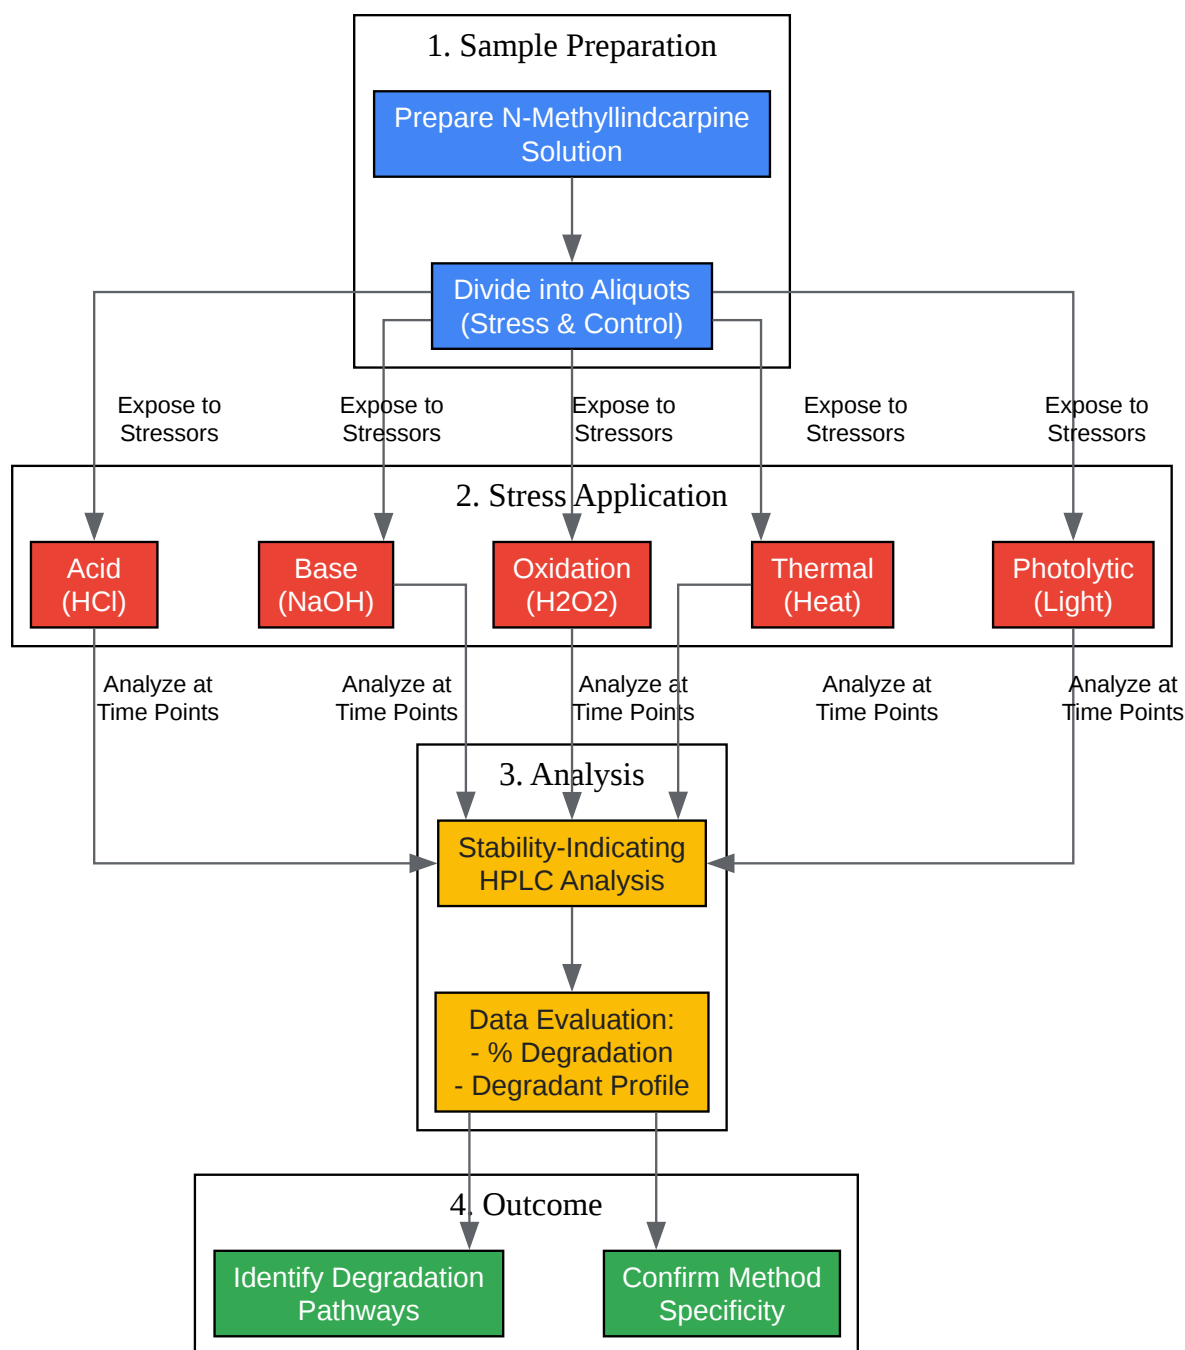 1. Sample Preparation
Prepare N-Methyllindcarpine
Solution
Divide into Aliquots
(Stress & Control)
Expose to
Stressors
Expose to
Stressors
Expose to
Stressors
Expose to
Stressors
Expose to
Stressors
2. Stress Application
Acid
(HCl)
Base
(NaOH)
Oxidation
(H2O2)
Thermal
(Heat)
Photolytic
(Light)
Analyze at
Time Points
Analyze at
Time Points
Analyze at
Time Points
Analyze at
Time Points
Analyze at
Time Points
3. Analysis
Stability-Indicating
HPLC Analysis
Data Evaluation:
- % Degradation
- Degradant Profile
4. Outcome
Identify Degradation
Pathways
Confirm Method
Specificity